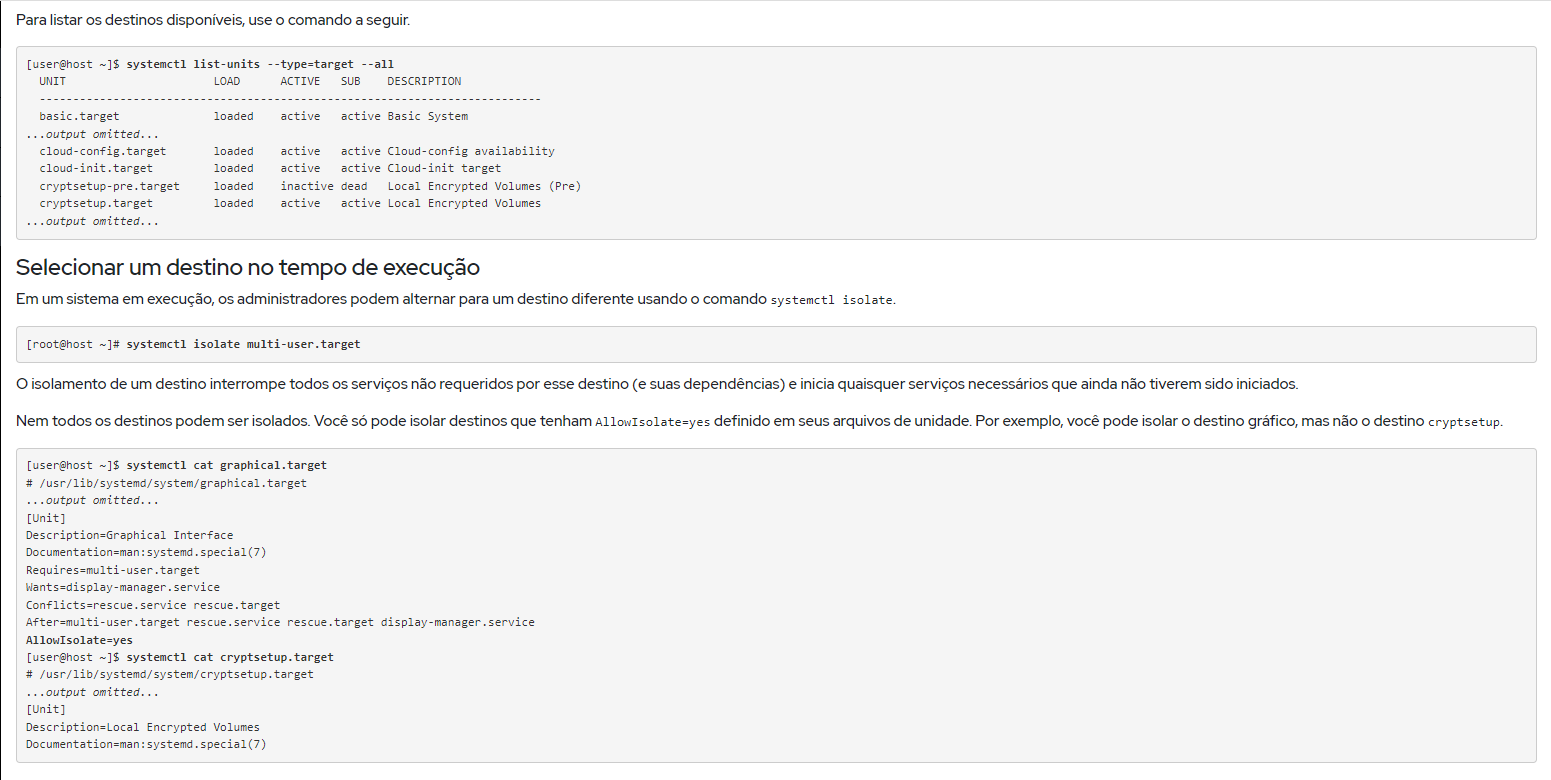 Para listar os destinos disponíveis, use o comando a seguir.
[user@host ~]$ systemctl list-units --type=target --all
  UNIT                      LOAD      ACTIVE   SUB    DESCRIPTION
  ---------------------------------------------------------------------------
  basic.target              loaded    active   active Basic System
...output omitted...
  cloud-config.target       loaded    active   active Cloud-config availability
  cloud-init.target         loaded    active   active Cloud-init target
  cryptsetup-pre.target     loaded    inactive dead   Local Encrypted Volumes (Pre)
  cryptsetup.target         loaded    active   active Local Encrypted Volumes
...output omitted...
Selecionar um destino no tempo de execução
Em um sistema em execução, os administradores podem alternar para um destino diferente usando o comando systemctl isolate.
[root@host ~]# systemctl isolate multi-user.target
O isolamento de um destino interrompe todos os serviços não requeridos por esse destino (e suas dependências) e inicia quaisquer serviços necessários que ainda não tiverem sido iniciados.
Nem todos os destinos podem ser isolados. Você só pode isolar destinos que tenham AllowIsolate=yes definido em seus arquivos de unidade. Por exemplo, você pode isolar o destino gráfico, mas não o destino cryptsetup.
[user@host ~]$ systemctl cat graphical.target
# /usr/lib/systemd/system/graphical.target
...output omitted...
[Unit]
Description=Graphical Interface
Documentation=man:systemd.special(7)
Requires=multi-user.target
Wants=display-manager.service
Conflicts=rescue.service rescue.target
After=multi-user.target rescue.service rescue.target display-manager.service
AllowIsolate=yes
[user@host ~]$ systemctl cat cryptsetup.target
# /usr/lib/systemd/system/cryptsetup.target
...output omitted...
[Unit]
Description=Local Encrypted Volumes
Documentation=man:systemd.special(7)